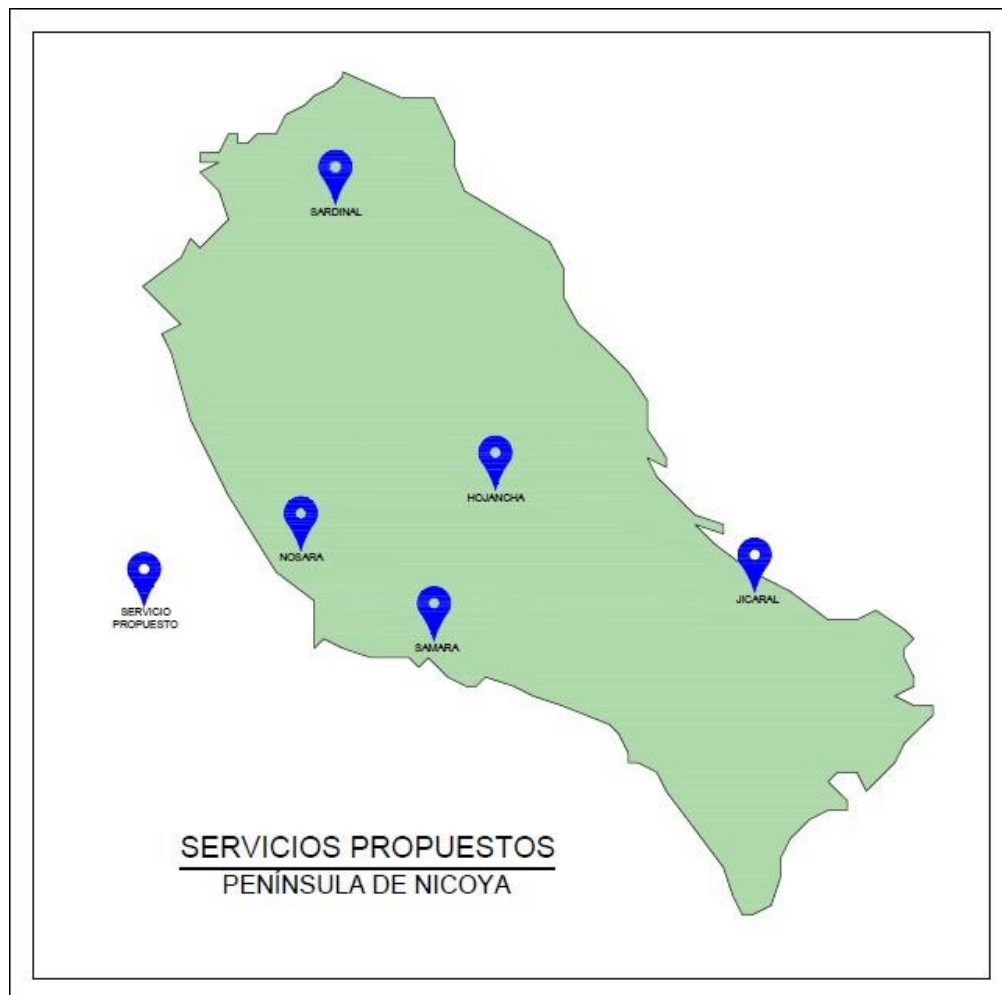 SARDINAL
HOJANCHA
NOSARA
JICARAL
SERVICIO
PROPUESTO
SAMARA
SERVICIOS PROPUESTOS
PENÍNSULA DE NICOYA